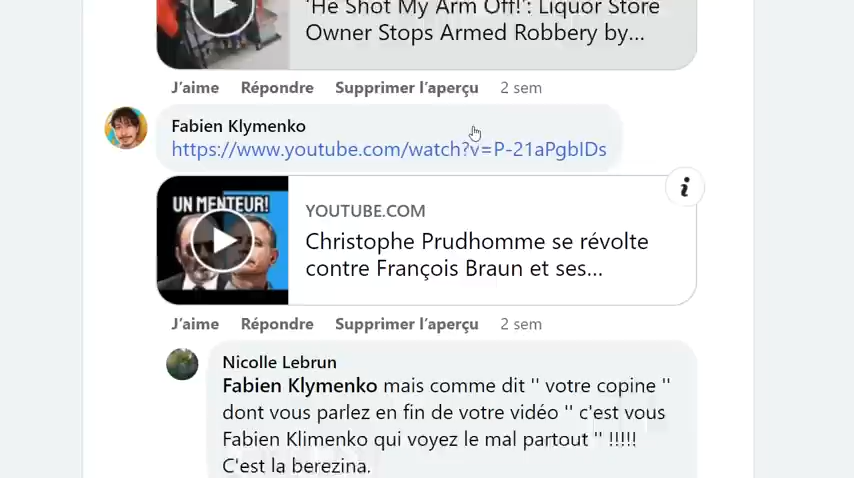 'He Shot My Arm Off!': Liquor Store
Owner Stops Armed Robbery by...
J'aime Répondre Supprimer l'aperçu 2 sem
Fabien Klymenko
https://www.youtube.com/watch?v=P-21aPgbIDs
UN MENTEUR!
YOUTUBE.COM
Christophe Prudhomme se révolte
contre François Braun et ses...
J'aime Répondre Supprimer l'aperçu 2 sem
Nicolle Lebrun
Fabien Klymenko mais comme dit '' votre copine ''
dont vous parlez en fin de votre vidéo '' c'est vous
Fabien Klimenko qui voyez le mal partout '' !!!!!
C'est la berezina.